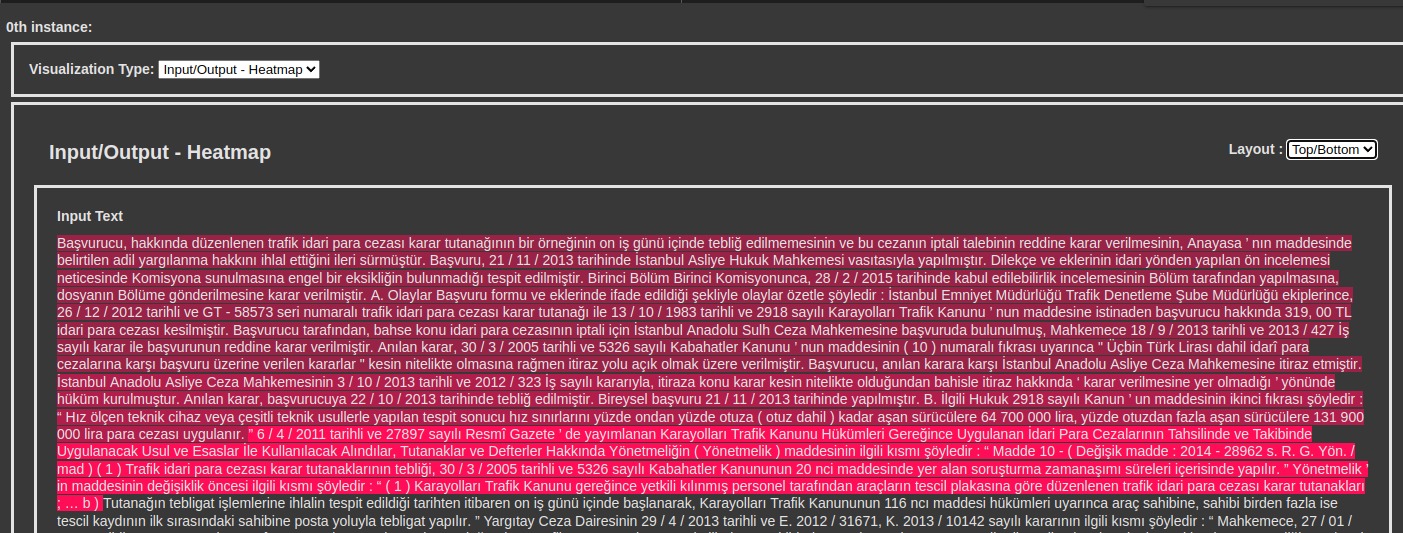 0th instance:
Visualization Type: Input/Output - Heatmap
Input/Output - Heatmap
Layout : Top/Bottom
Input Text
Başvurucu, hakkında düzenlenen trafik idari para cezası karar tutanağının bir örneğinin on iş günü içinde tebliğ edilmemesinin ve bu cezanın iptali talebinin reddine karar verilmesinin, Anayasa ’ nın maddesinde
belirtilen adil yargılanma hakkını ihlal ettiğini ileri sürmüştür. Başvuru, 21 / 11 / 2013 tarihinde İstanbul Asliye Hukuk Mahkemesi vasıtasıyla yapılmıştır. Dilekçe ve eklerinin idari yönden yapılan ön incelemesi
neticesinde Komisyona sunulmasına engel bir eksikliğin bulunmadığı tespit edilmiştir. Birinci Bölüm Birinci Komisyonunca, 28 / 2 / 2015 tarihinde kabul edilebilirlik incelemesinin Bölüm tarafından yapılmasına,
dosyanın Bölüme gönderilmesine karar verilmiştir. A. Olaylar Başvuru formu ve eklerinde ifade edildiği şekliyle olaylar özetle şöyledir : İstanbul Emniyet Müdürlüğü Trafik Denetleme Şube Müdürlüğü ekiplerince,
26 / 12 / 2012 tarihli ve GT - 58573 seri numaralı trafik idari para cezası karar tutanağı ile 13 / 10 / 1983 tarihli ve 2918 sayılı Karayolları Trafik Kanunu ’ nun maddesine istinaden başvurucu hakkında 319, 00 TL
idari para cezası kesilmiştir. Başvurucu tarafından, bahse konu idari para cezasının iptali için İstanbul Anadolu Sulh Ceza Mahkemesine başvuruda bulunulmuş, Mahkemece 18 / 9 / 2013 tarihli ve 2013 / 427 İş
sayılı karar ile başvurunun reddine karar verilmiştir. Anılan karar, 30 / 3 / 2005 tarihli ve 5326 sayılı Kabahatler Kanunu ' nun maddesinin ( 10 ) numaralı fıkrası uyarınca " Üçbin Türk Lirası dahil idarî para
cezalarına karşı başvuru üzerine verilen kararlar " kesin nitelikte olmasına rağmen itiraz yolu açık olmak üzere verilmiştir. Başvurucu, anılan karara karşı İstanbul Anadolu Asliye Ceza Mahkemesine itiraz etmiştir.
İstanbul Anadolu Asliye Ceza Mahkemesinin 3 / 10 / 2013 tarihli ve 2012 / 323 İş sayılı kararıyla, itiraza konu karar kesin nitelikte olduğundan bahisle itiraz hakkında ‘ karar verilmesine yer olmadığı ’ yönünde
hüküm kurulmuştur. Anılan karar, başvurucuya 22 / 10 / 2013 tarihinde tebliğ edilmiştir. Bireysel başvuru 21 / 11 / 2013 tarihinde yapılmıştır. B. İlgili Hukuk 2918 sayılı Kanun ’ un maddesinin ikinci fıkrası şöyledir :
“ Hız ölçen teknik cihaz veya çeşitli teknik usullerle yapılan tespit sonucu hız sınırlarını yüzde ondan yüzde otuza ( otuz dahil ) kadar aşan sürücülere 64 700 000 lira, yüzde otuzdan fazla aşan sürücülere 131 900
000 lira para cezası uygulanır. ” 6 / 4 / 2011 tarihli ve 27897 sayılı Resmî Gazete ’ de yayımlanan Karayolları Trafik Kanunu Hükümleri Gereğince Uygulanan İdari Para Cezalarının Tahsilinde ve Takibinde
Uygulanacak Usul ve Esaslar İle Kullanılacak Alındılar, Tutanaklar ve Defterler Hakkında Yönetmeliğin ( Yönetmelik ) maddesinin ilgili kısmı şöyledir : “ Madde 10 - ( Değişik madde : 2014 - 28962 s. R. G. Yön. /
mad ) ( 1 ) Trafik idari para cezası karar tutanaklarının tebliği, 30 / 3 / 2005 tarihli ve 5326 sayılı Kabahatler Kanununun 20 nci maddesinde yer alan soruşturma zamanaşımı süreleri içerisinde yapılır. ” Yönetmelik ’
in maddesinin değişiklik öncesi ilgili kısmı şöyledir : “ ( 1 ) Karayolları Trafik Kanunu gereğince yetkili kılınmış personel tarafından araçların tescil plakasına göre düzenlenen trafik idari para cezası karar tutanakları
; … b ) Tutanağın tebligat işlemlerine ihlalin tespit edildiği tarihten itibaren on iş günü içinde başlanarak, Karayolları Trafik Kanununun 116 ncı maddesi hükümleri uyarınca araç sahibine, sahibi birden fazla ise
tescil kaydının ilk sırasındaki sahibine posta yoluyla tebligat yapılır. ” Yargıtay Ceza Dairesinin 29 / 4 / 2013 tarihli ve E. 2012 / 31671, K. 2013 / 10142 sayılı kararının ilgili kısmı şöyledir : “ Mahkemece, 27 / 01 /